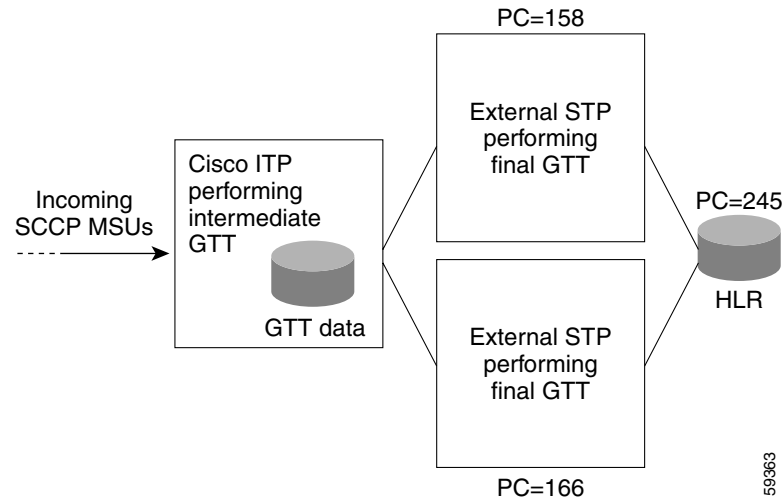 PC=158
External STP
performing
final GTT
Cisco ITP
performing
intermediate
GTT
GTT data
Incoming
SCCP MSUs
PC=245
HLR
External STP
performing
final GTT
PC=166
59363